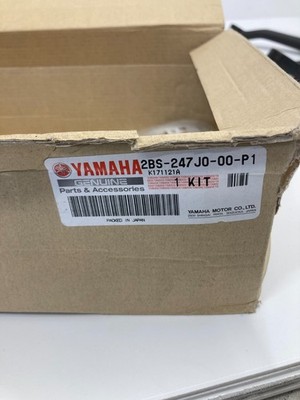 YAMAHA 2BS-247J0-00-P1
GENUINE K171121A
Parts & Accessories 1 KIT
PACKED IN JAPAN
YAMAHA MOTOR CO.,LTD.